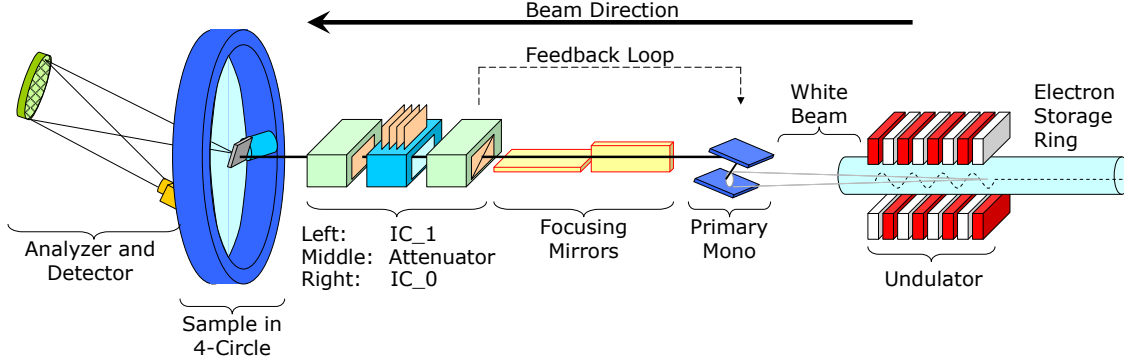 Beam Direction
Feedback Loop
White
Beam
Electron
Storage
Ring
Analyzer and
Detector
Sample in
4-Circle
Left: IC_1
Middle: Attenuator
Right: IC_0
Focusing
Mirrors
Primary
Mono
Undulator